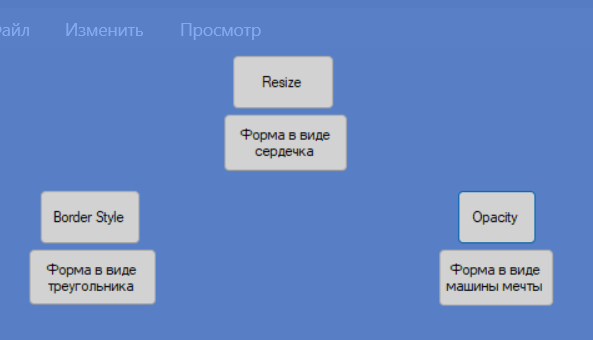 айл Изменить Просмотр
Resize
Форма в виде
сердечка
Border Style
Opacity
Форма в виде
треугольника
Форма в виде
машины мечты